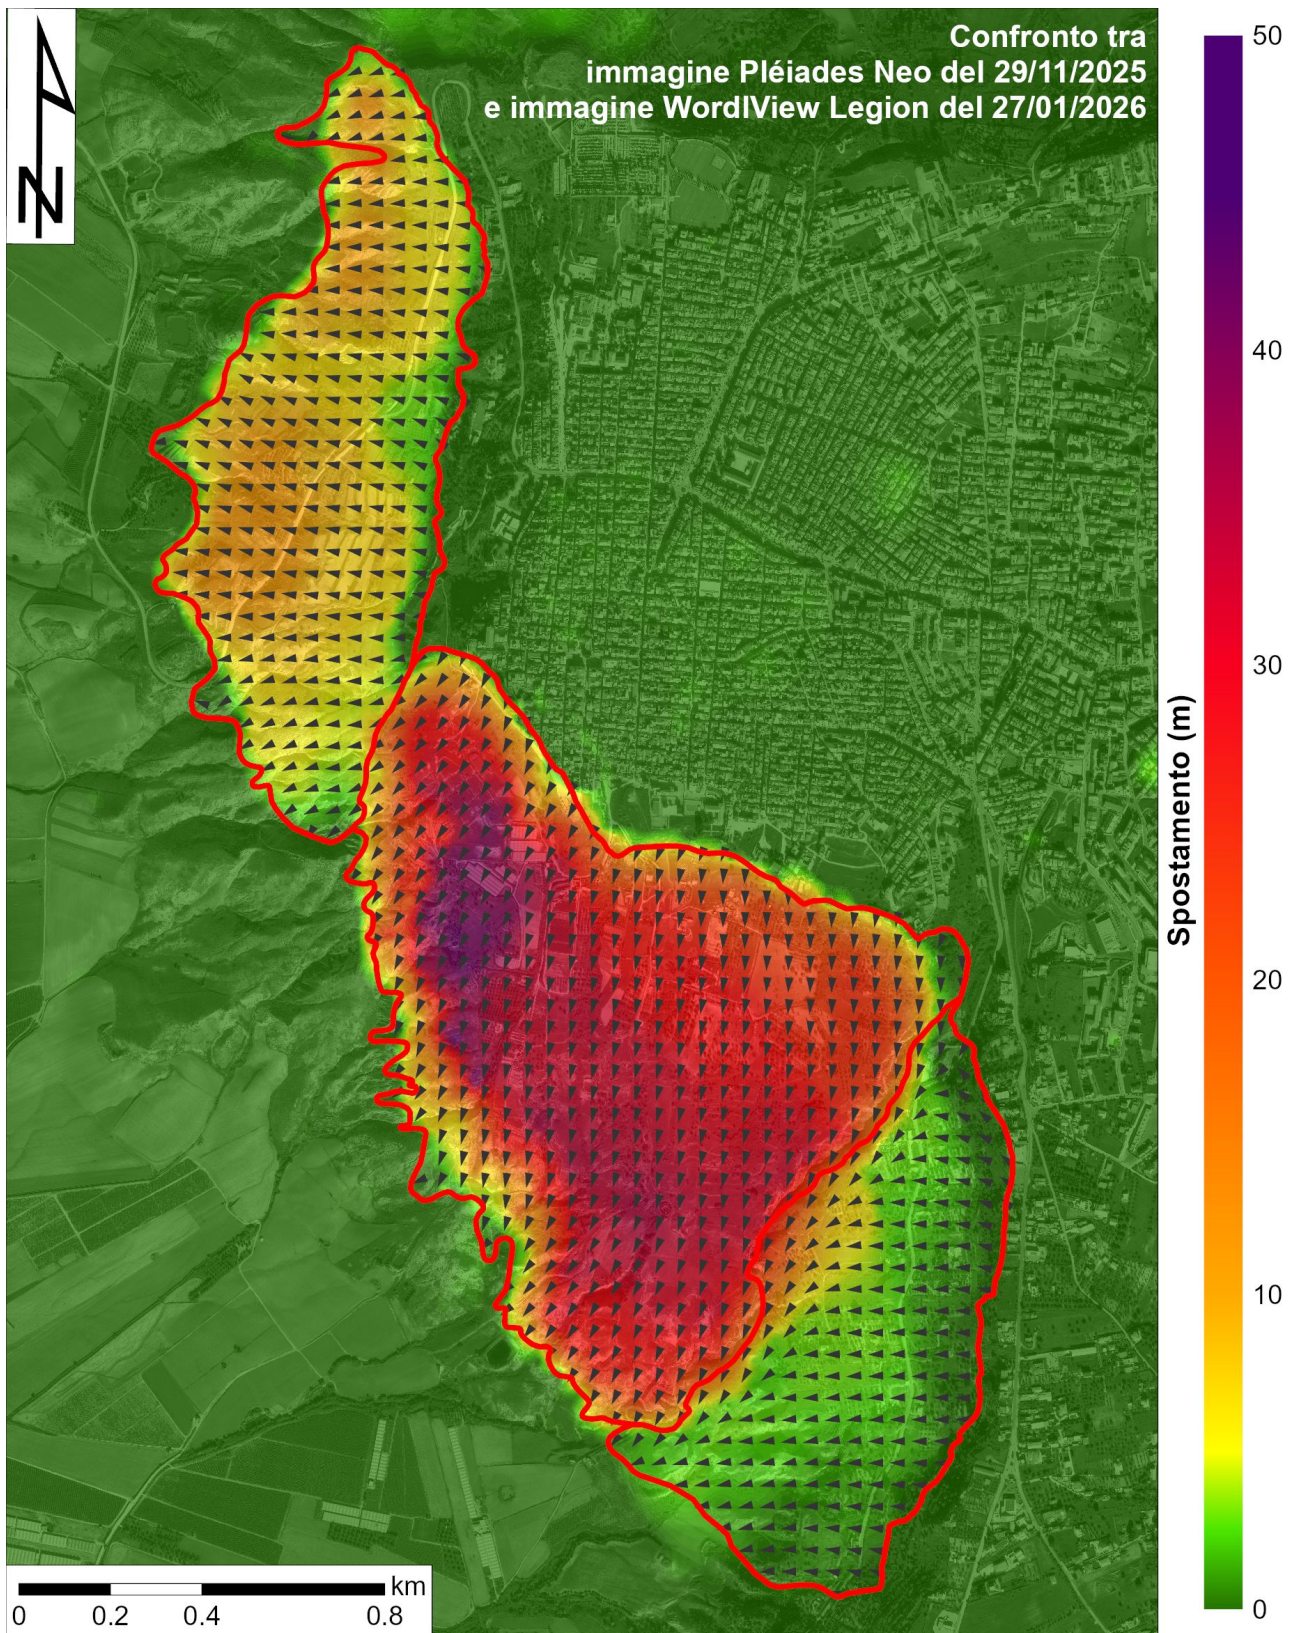 Confronto tra
immagine Pléiades Neo del 29/11/2025
e immagine WordlView Legion del 27/01/2026
N
50
40
30
20
10
0
Spostamento (m)
km
0 0.2 0.4 0.8